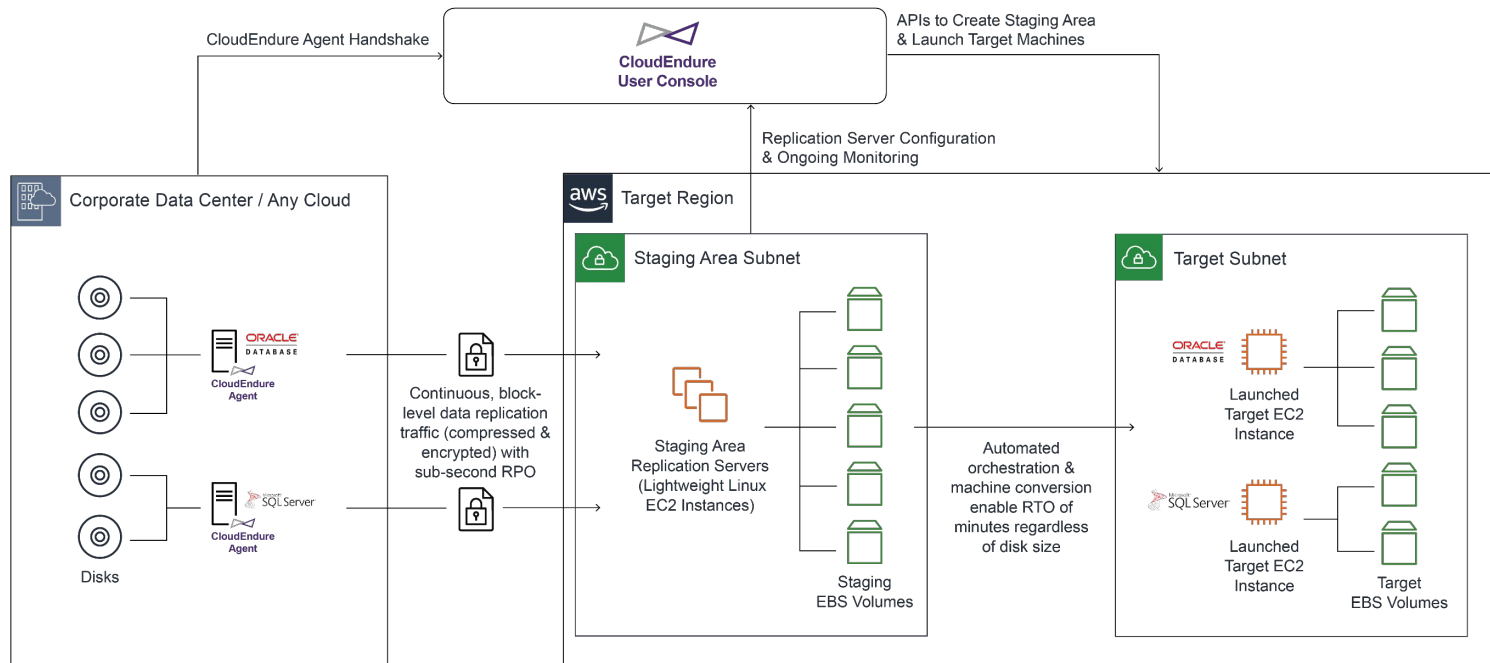 CloudEndure Agent Handshake
CloudEndure
User Console
APIs to Create Staging Area
& Launch Target Machines
Replication Server Configuration
& Ongoing Monitoring
Corporate Data Center / Any Cloud
aws
Target Region
Staging Area Subnet
Target Subnet
ORACLE
DATABASE
CloudEndure
Agent
Continuous, block-
level data replication
traffic (compressed &
encrypted) with
sub-second RPO
Microsoft
SQL Server
CloudEndure
Agent
Disks
Staging Area
Replication Servers
(Lightweight Linux
EC2 Instances)
Staging
EBS Volumes
Automated
orchestration &
machine conversion
enable RTO of
minutes regardless
of disk size
ORACLE
DATABASE
Launched
Target EC2
Instance
Microsoft
SQL Server
Launched
Target EC2
Instance
Target
EBS Volumes